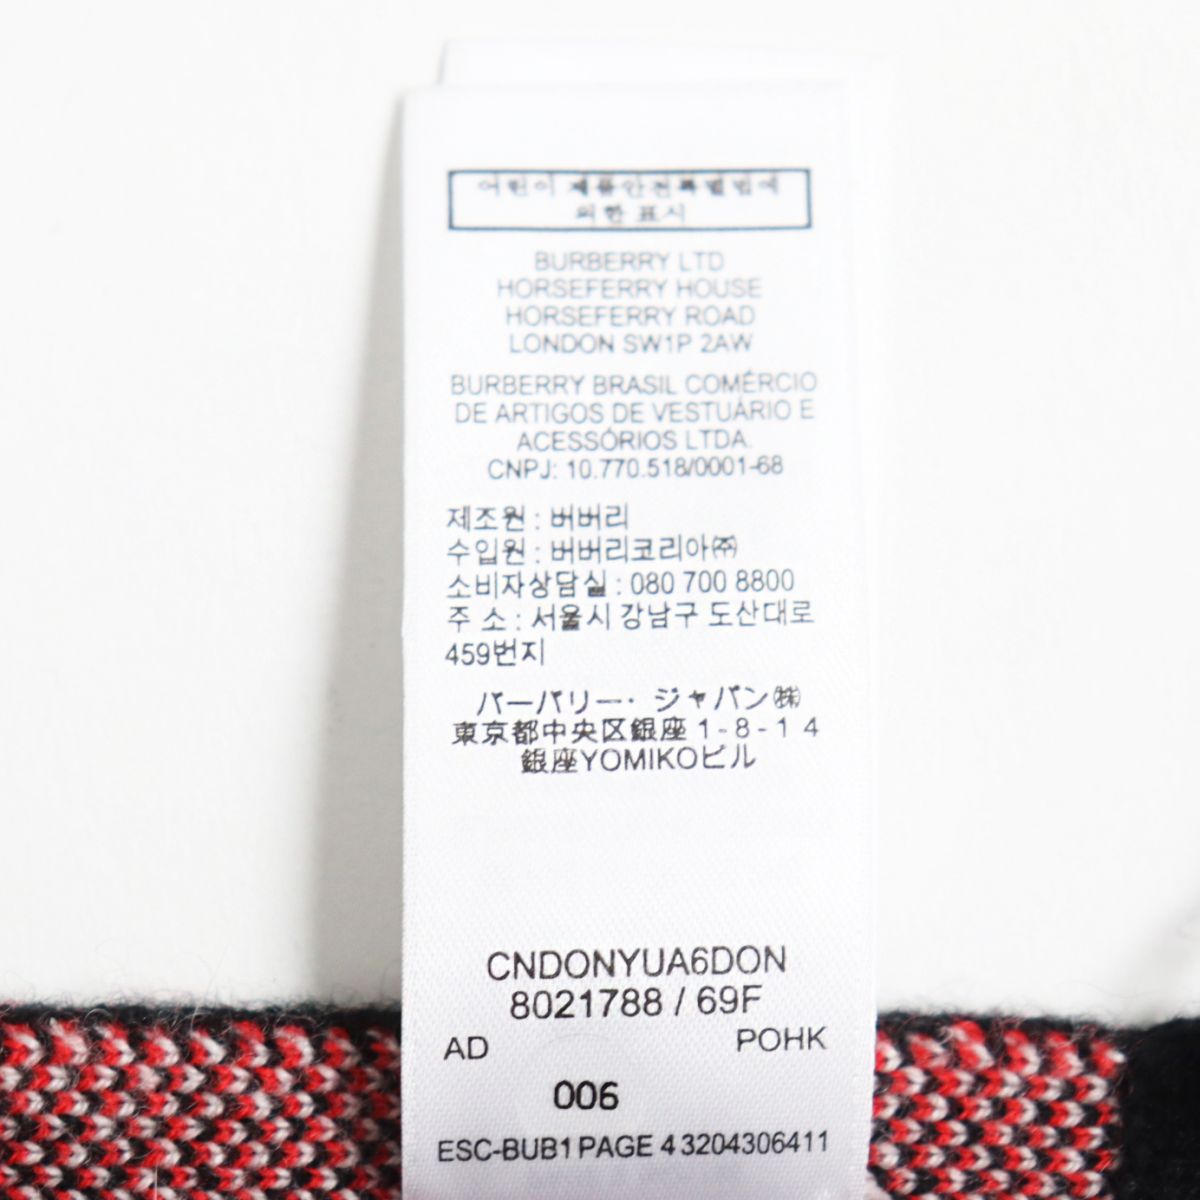 어린이 제품안전특별법에
의한 표시
BURBERRY LTD
HORSEFERRY HOUSE
HORSEFERRY ROAD
LONDON SW1P 2AW
BURBERRY BRASIL COMÉRCIO
DE ARTIGOS DE VESTUÁRIO E
ACESSÓRIOS LTDA.
CNPJ: 10.770.518/0001-68
제조원 : 버버리
수입원 : 버버리코리아㈜
소비자상담실 : 080 700 8800
주 소 : 서울시 강남구 도산대로
459번지
バーバリー・ジャパン㈱
東京都中央区銀座1-8-14
銀座YOMIKOビル
CNDONYUA6DON
8021788 / 69F
AD POHK
006
ESC-BUB1 PAGE 4 3204306411